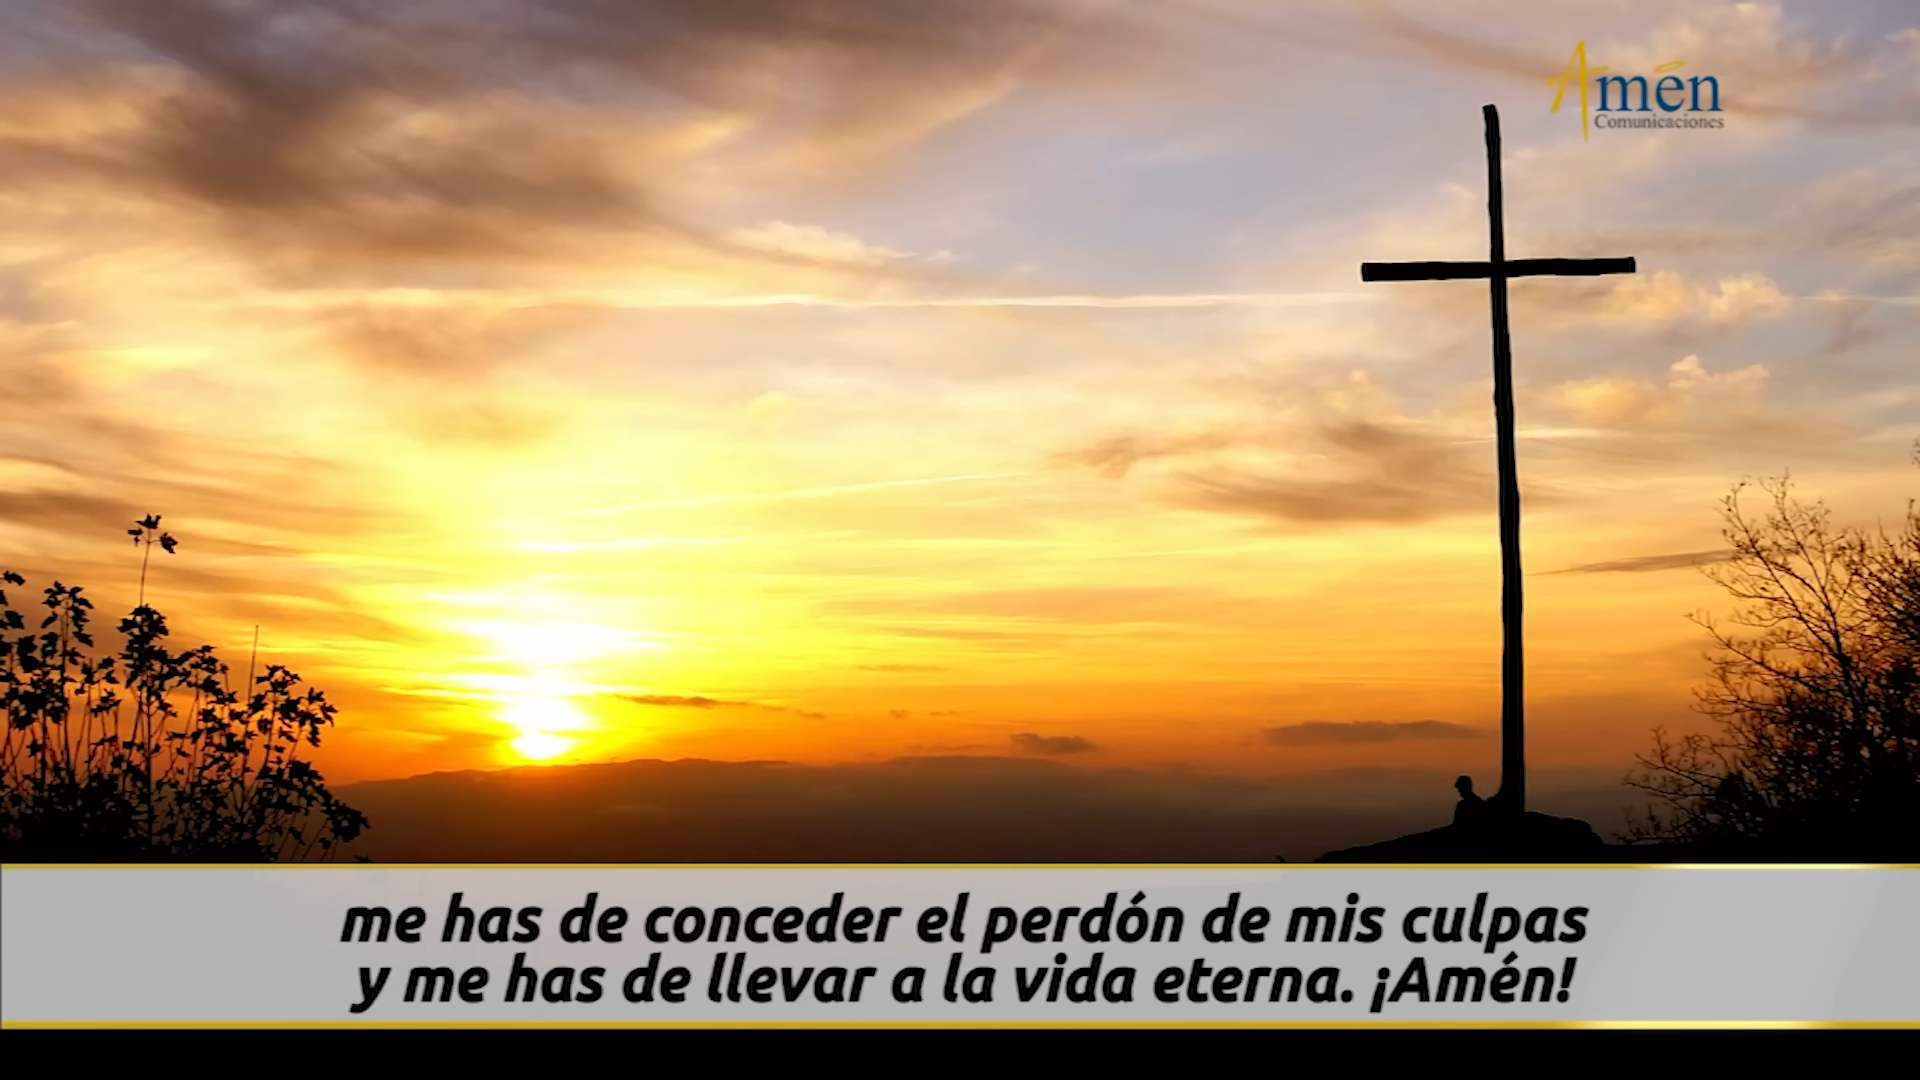 Amén
Comunicaciones
me has de conceder el perdón de mis culpas
y me has de llevar a la vida eterna. ¡Amén!